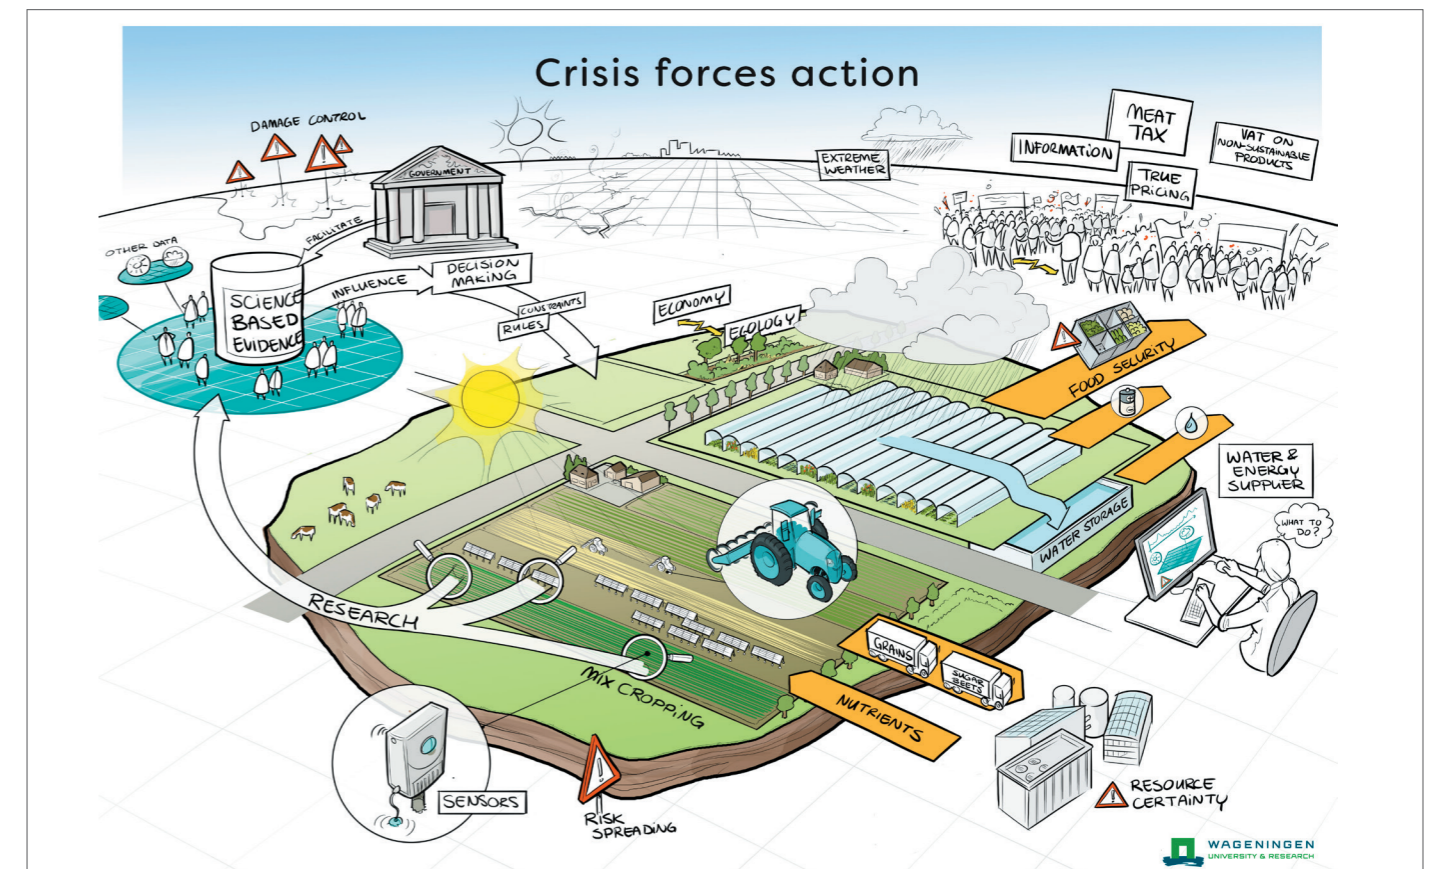 Crisis forces action
DAMAGE CONTROL
GOVERNMENT
FACILITATE
OTHER DATA
SCIENCE
BASED
EVIDENCE
INFLUENCE
DECISION
MAKING
CONSTRAINTS
RULES
EXTREME
WEATHER
INFORMATION
MEAT
TAX
VAT ON
NON-SUSTAINABLE
PRODUCTS
TRUE
PRICING
ECONOMY
ECOLOGY
FOOD SECURITY
WATER &
ENERGY
SUPPLIER
WHAT TO
DO?
WATER STORAGE
RESEARCH
MIX CROPPING
GRAINS
SUGAR
BEETS
NUTRIENTS
SENSORS
RISK
SPREADING
RESOURCE
CERTAINTY
WAGENINGEN
UNIVERSITY & RESEARCH